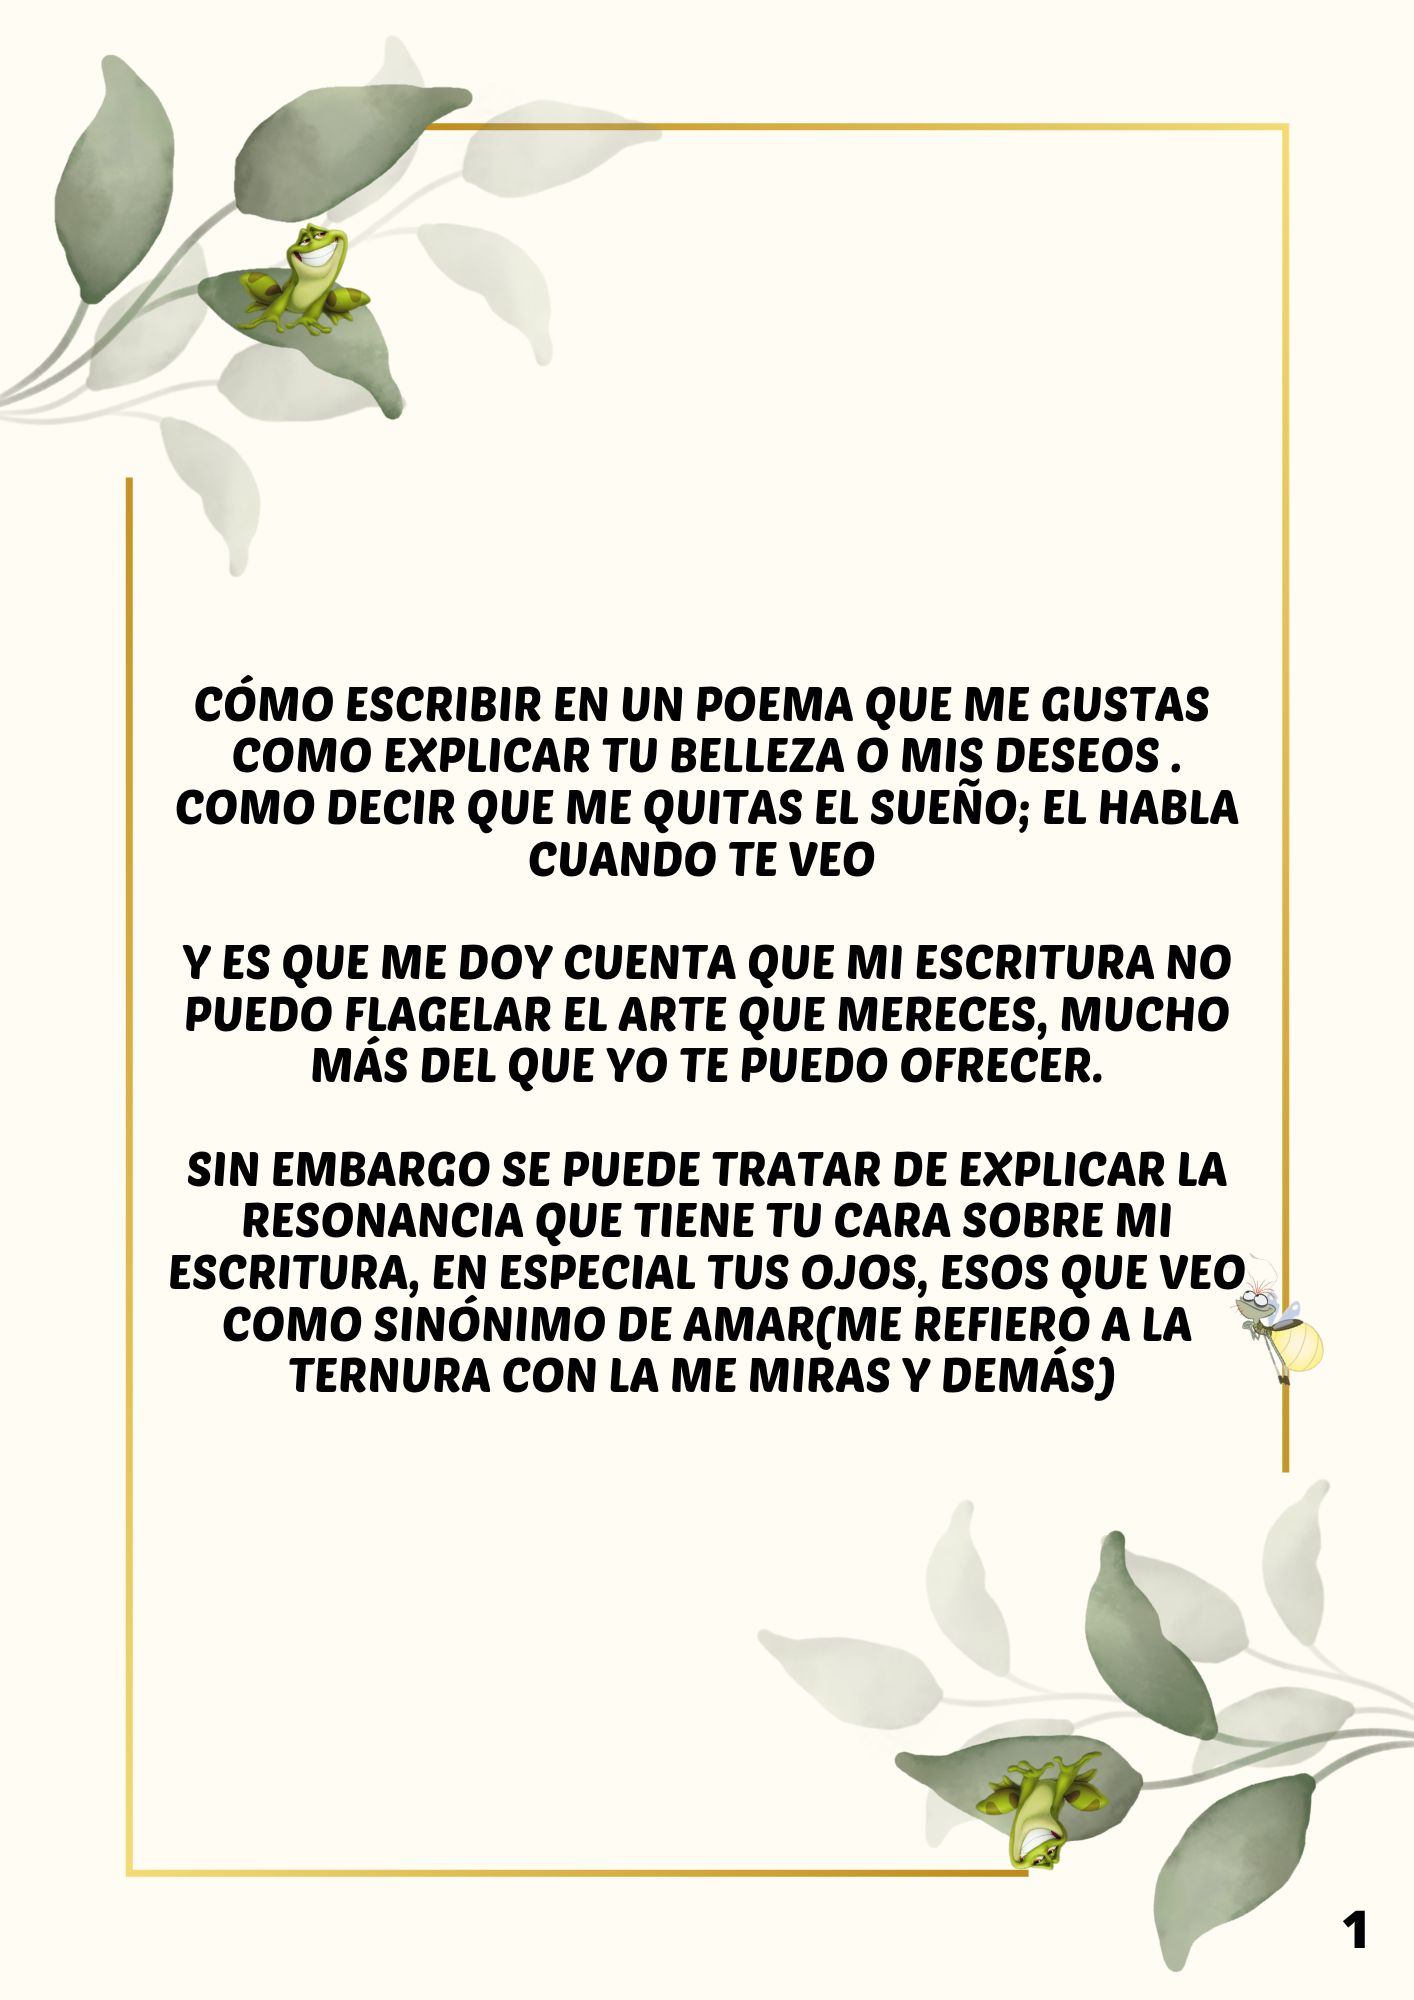 CÓMO ESCRIBIR EN UN POEMA QUE ME GUSTAS
COMO EXPLICAR TU BELLEZA O MIS DESEOS .
COMO DECIR QUE ME QUITAS EL SUEÑO; EL HABLA
CUANDO TE VEO
Y ES QUE ME DOY CUENTA QUE MI ESCRITURA NO
PUEDO FLAGELAR EL ARTE QUE MERECES, MUCHO
MÁS DEL QUE YO TE PUEDO OFRECER.
SIN EMBARGO SE PUEDE TRATAR DE EXPLICAR LA
RESONANCIA QUE TIENE TU CARA SOBRE MI
ESCRITURA, EN ESPECIAL TUS OJOS, ESOS QUE VEO
COMO SINÓNIMO DE AMAR(ME REFIERO A LA
TERNURA CON LA ME MIRAS Y DEMÁS)
1